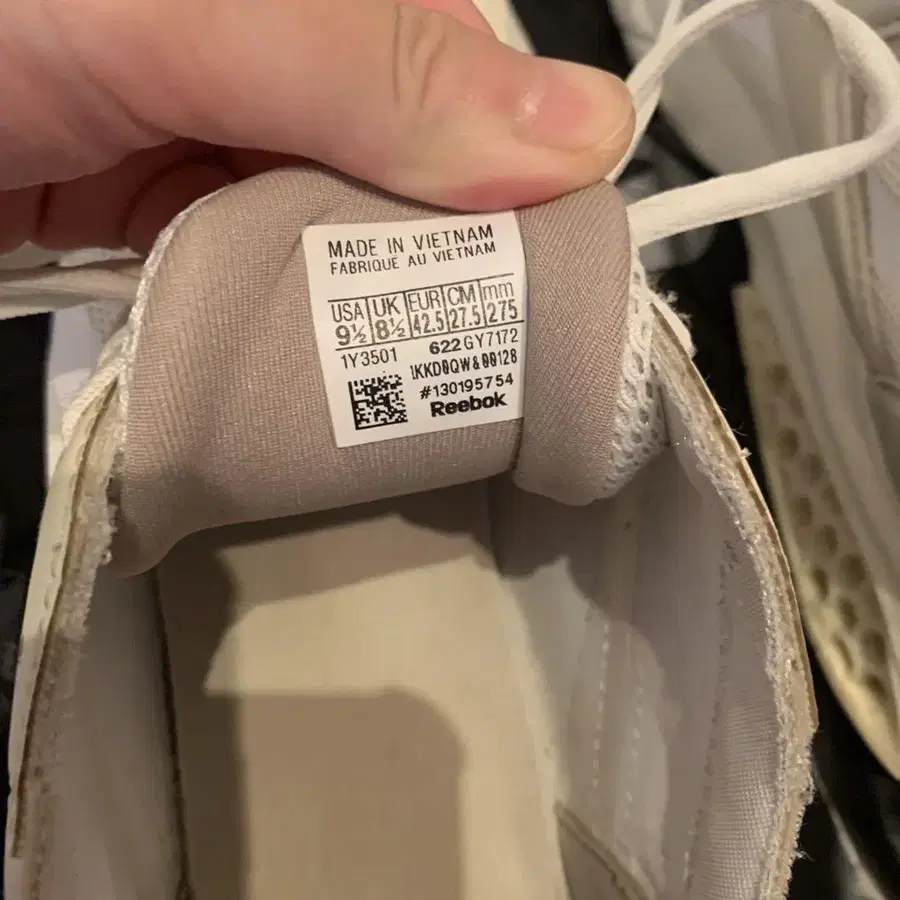 MADE IN VIETNAM
FABRIQUE AU VIETNAM
USA UK EUR CM mm
9½ 8½ 42.5 27.5 275
1Y3501 622 GY7172
1KKD0QW&00128
#130195754
Reebok